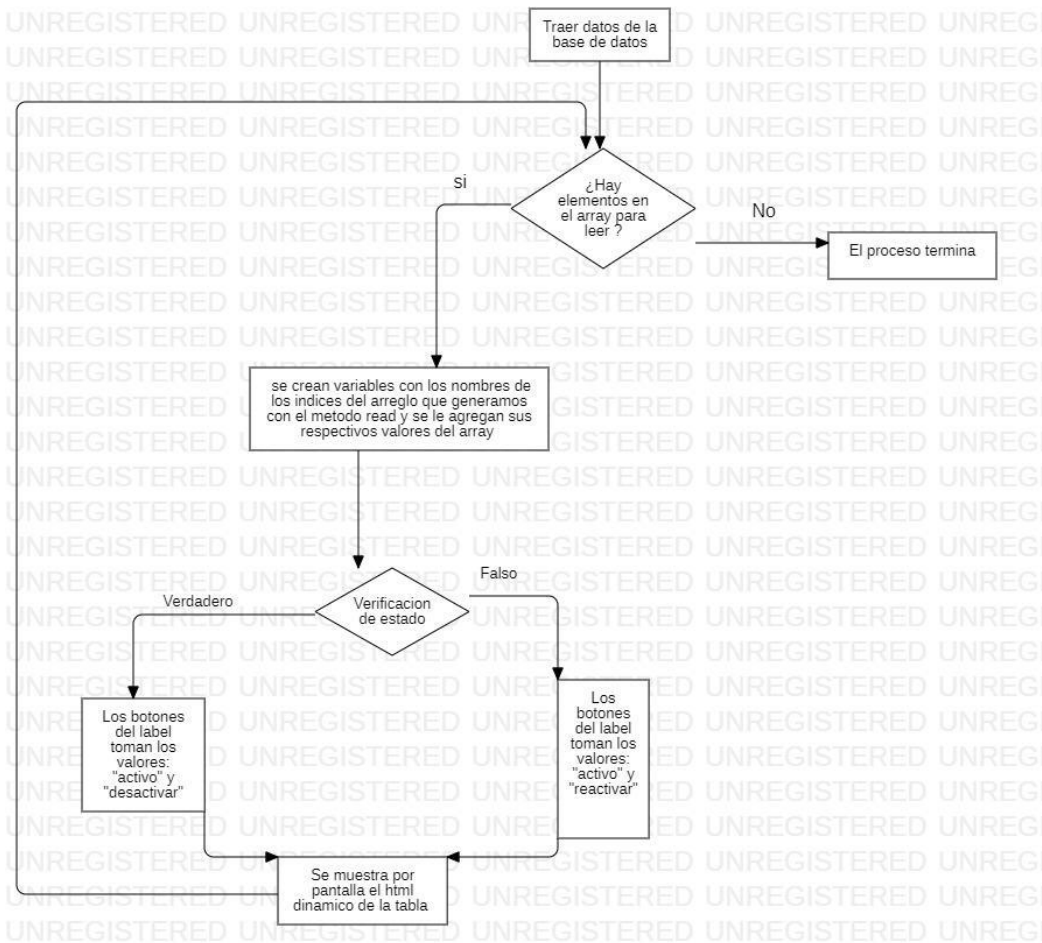 Traer datos de la
base de datos
¿Hay
elementos en
el array para
leer ?
si
No
El proceso termina
se crean variables con los nombres de
los indices del arreglo que generamos
con el metodo read y se le agregan sus
respectivos valores del array
Verificacion
de estado
Verdadero
Falso
Los botones
del label
toman los
valores:
"activo" y
"desactivar"
Los
botones
del label
toman los
valores:
"activo" y
"reactivar"
Se muestra por
pantalla el html
dinamico de la tabla
UNREGISTERED